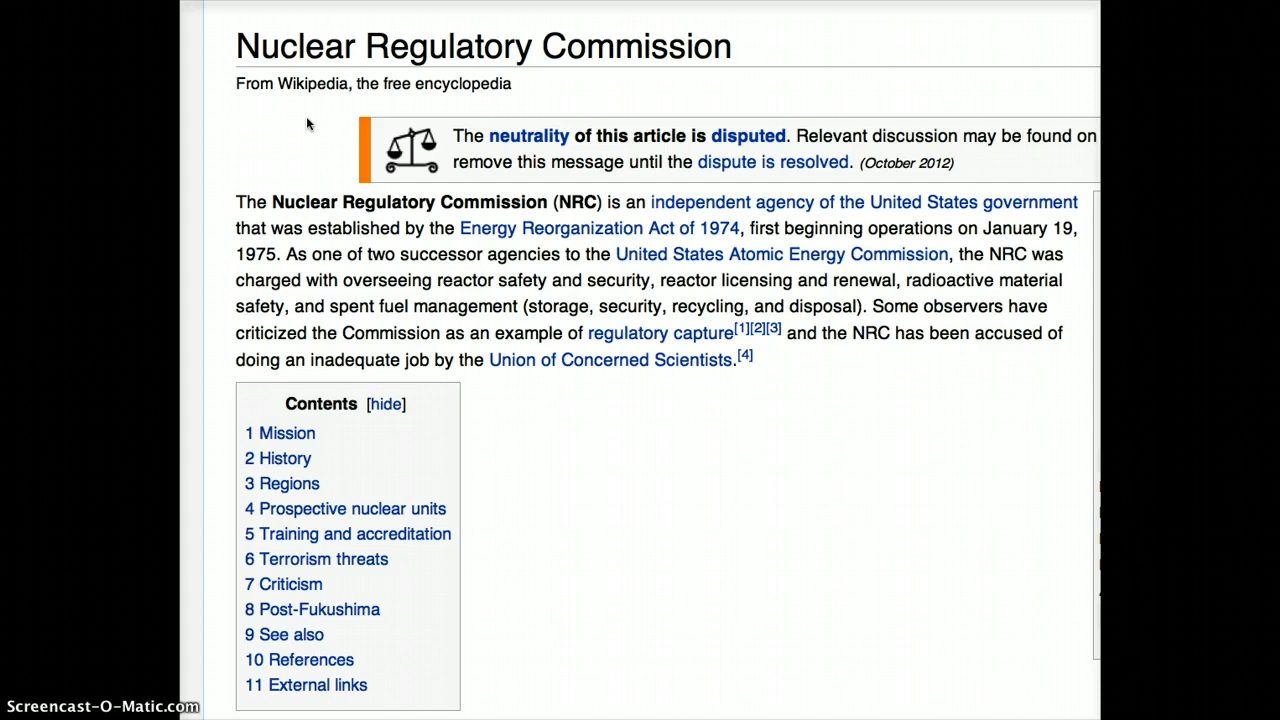 Nuclear Regulatory Commission
From Wikipedia, the free encyclopedia
The neutrality of this article is disputed. Relevant discussion may be found on
remove this message until the dispute is resolved. (October 2012)
The Nuclear Regulatory Commission (NRC) is an independent agency of the United States government
that was established by the Energy Reorganization Act of 1974, first beginning operations on January 19,
1975. As one of two successor agencies to the United States Atomic Energy Commission, the NRC was
charged with overseeing reactor safety and security, reactor licensing and renewal, radioactive material
safety, and spent fuel management (storage, security, recycling, and disposal). Some observers have
criticized the Commission as an example of regulatory capture[1][2][3] and the NRC has been accused of
doing an inadequate job by the Union of Concerned Scientists.[4]
Contents [hide]
1 Mission
2 History
3 Regions
4 Prospective nuclear units
5 Training and accreditation
6 Terrorism threats
7 Criticism
8 Post-Fukushima
9 See also
10 References
11 External links
Screencast-O-Matic.com